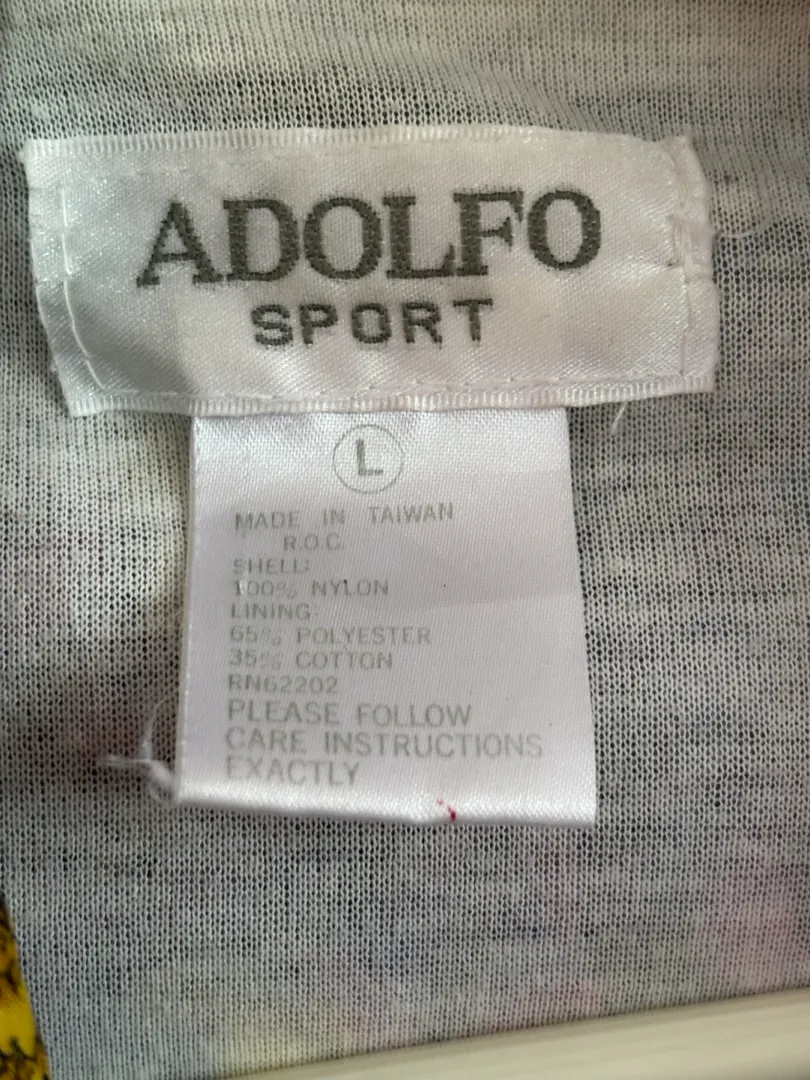 ADOLFO
SPORT
L
MADE IN TAIWAN
R.O.C.
SHELL:
100% NYLON
LINING:
65% POLYESTER
35% COTTON
RN62202
PLEASE FOLLOW
CARE INSTRUCTIONS
EXACTLY